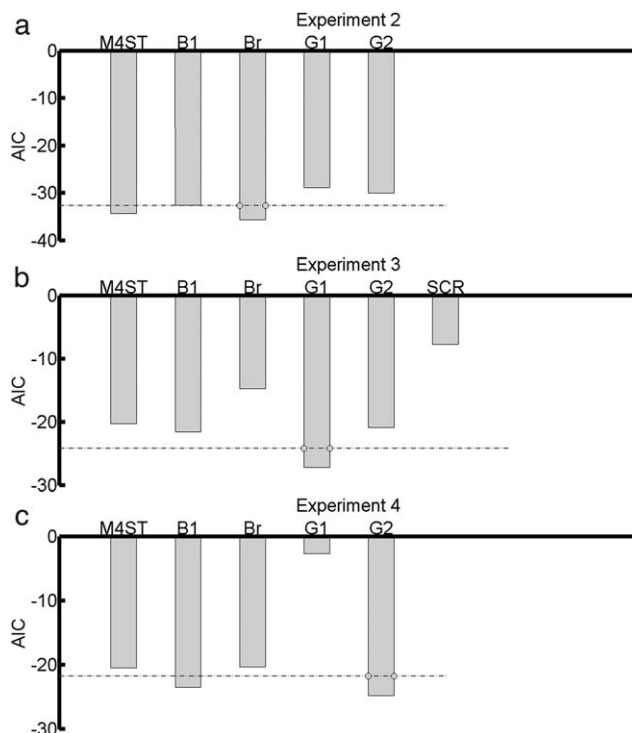 a
Experiment 2
M4ST B1 Br G1 G2
0
-10
-20
-30
-40
AIC
b
Experiment 3
M4ST B1 Br G1 G2 SCR
0
-10
-20
-30
AIC
c
Experiment 4
M4ST B1 Br G1 G2
0
-10
-20
-30
AIC